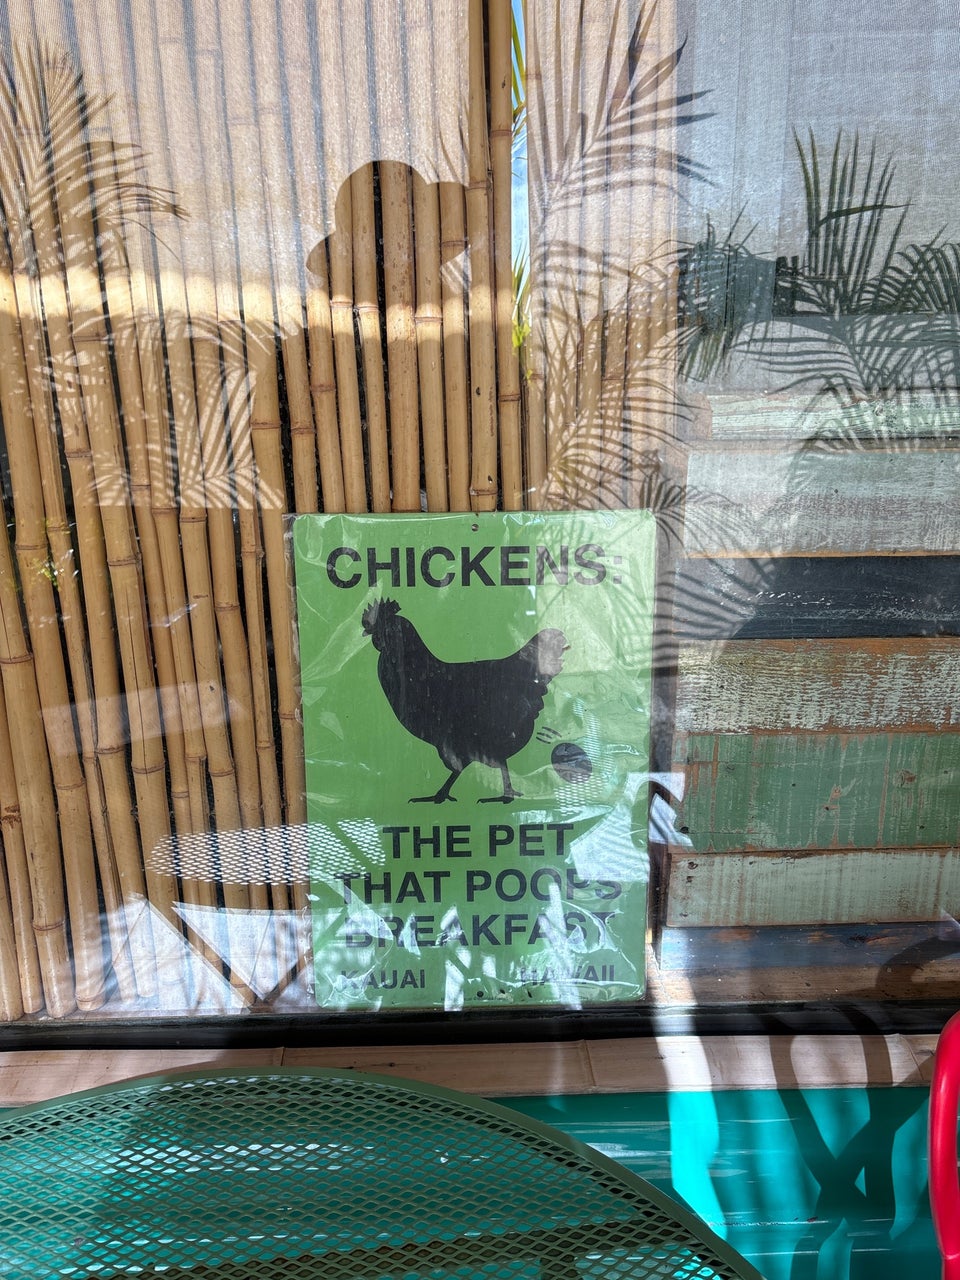 CHICKENS:
THE PET
THAT POOPS
BREAKFAST
KAUAI HAWAII